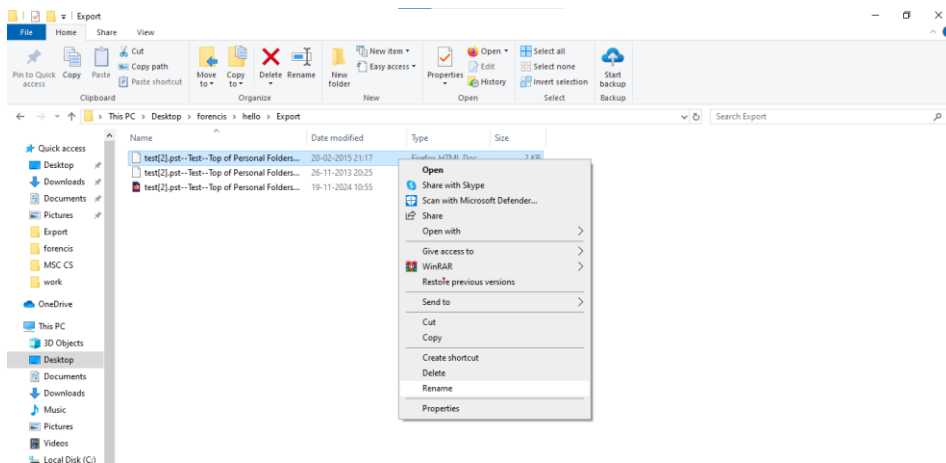 Export
File Home Share View
Pin to Quick access
Copy
Paste
Cut
Copy path
Paste shortcut
Clipboard
Move to
Copy to
Delete
Rename
Organize
New folder
New item
Easy access
New
Properties
Open
Edit
History
Open
Select all
Select none
Invert selection
Select
Start backup
Backup
This PC > Desktop > forencis > hello > Export
Search Export
Name Date modified Type Size
test[2].pst--Test--Top of Personal Folders... 20-02-2015 21:17 Firefox HTML Doc... 2 KB
test[2].pst--Test--Top of Personal Folders... 26-11-2013 20:25
test[2].pst--Test--Top of Personal Folders... 19-11-2024 10:55
Quick access
Desktop
Downloads
Documents
Pictures
Export
forencis
MSC CS
work
OneDrive
This PC
3D Objects
Desktop
Documents
Downloads
Music
Pictures
Videos
Local Disk (C:)
Open
Share with Skype
Scan with Microsoft Defender...
Share
Open with
Give access to
WinRAR
Restore previous versions
Send to
Cut
Copy
Create shortcut
Delete
Rename
Properties